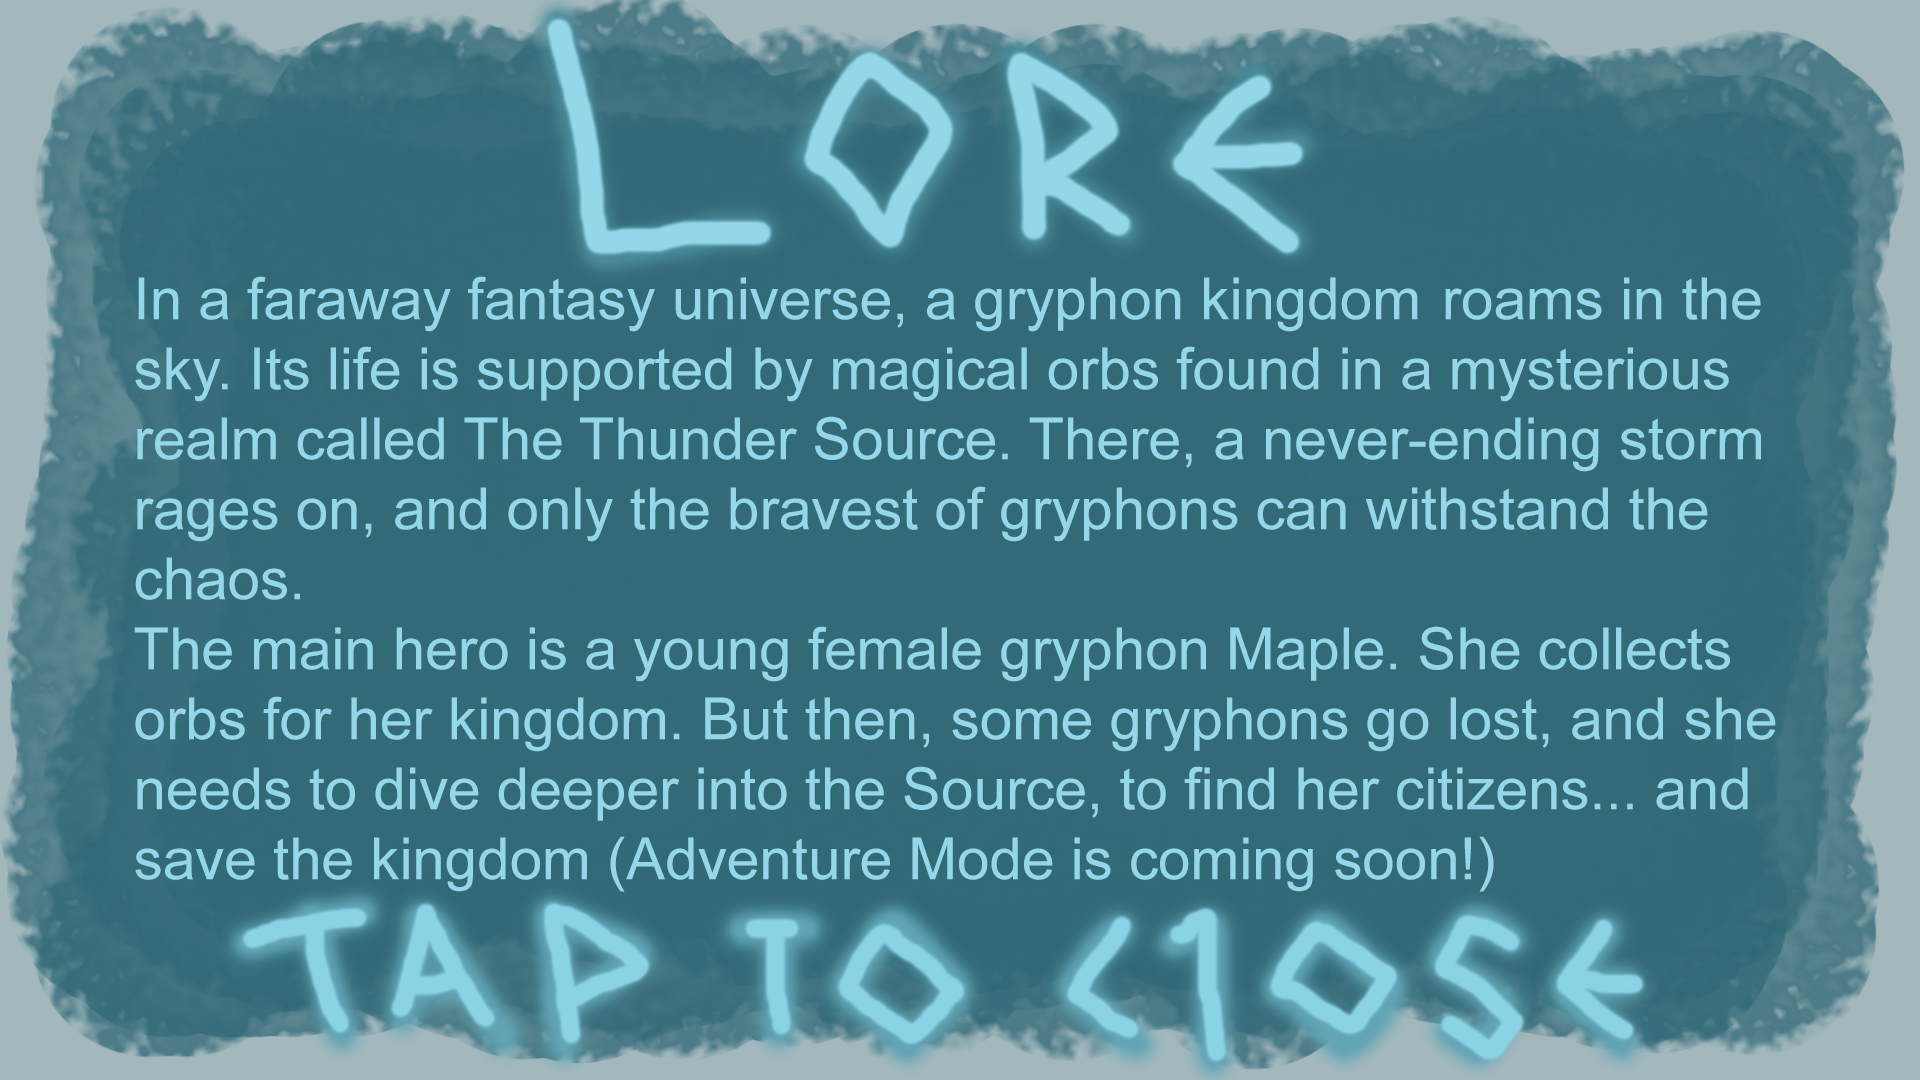 LORE
In a faraway fantasy universe, a gryphon kingdom roams in the
sky. Its life is supported by magical orbs found in a mysterious
realm called The Thunder Source. There, a never-ending storm
rages on, and only the bravest of gryphons can withstand the
chaos.
The main hero is a young female gryphon Maple. She collects
orbs for her kingdom. But then, some gryphons go lost, and she
needs to dive deeper into the Source, to find her citizens... and
save the kingdom (Adventure Mode is coming soon!)
TAP TO ClOSE